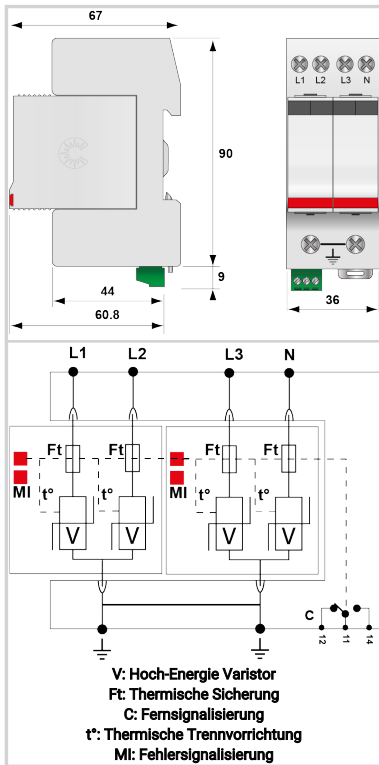 67
L1 L2 L3 N
90
9
44
60.8
36
L1 L2 L3 N
Ft Ft Ft Ft
MI t° t° MI t° t°
V V V V
C
12 11 14
V: Hoch-Energie Varistor
Ft: Thermische Sicherung
C: Fernsignalisierung
t°: Thermische Trennvorrichtung
MI: Fehlersignalisierung